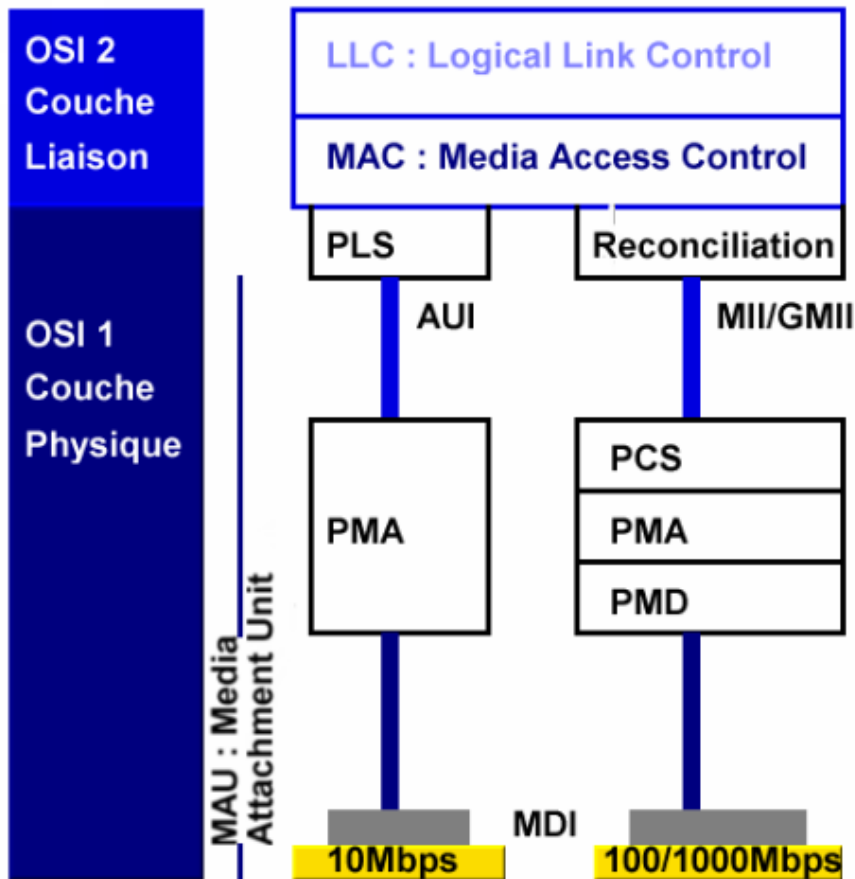 OSI 2
Couche
Liaison
LLC : Logical Link Control
MAC : Media Access Control
PLS
Reconciliation
OSI 1
Couche
Physique
AUI
MII/GMII
PMA
PCS
PMA
PMD
MAU : Media
Attachment Unit
MDI
10Mbps
100/1000Mbps